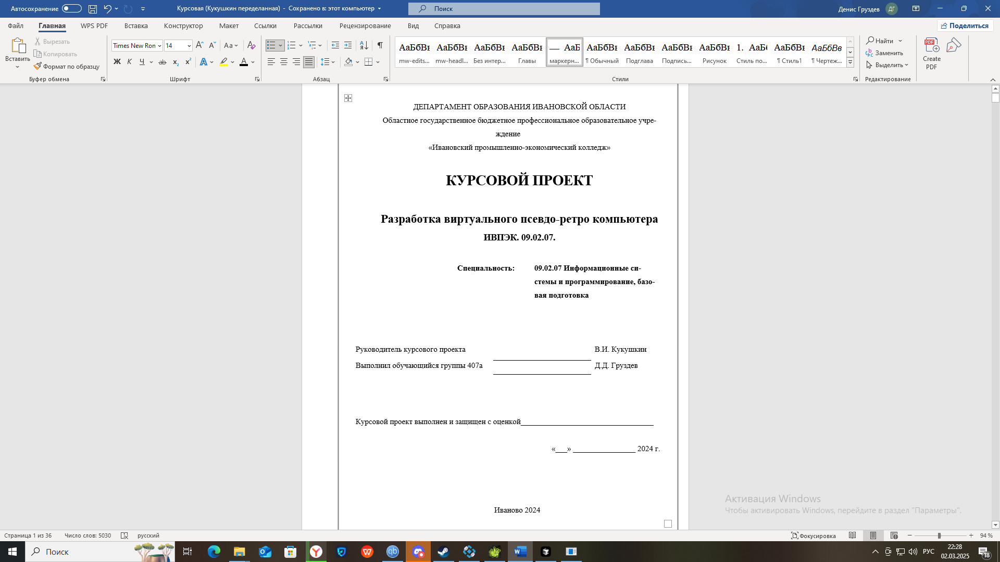 Автосохранение
Курсовая (Кукушкин переделанная) - Сохранено в: этот компьютер
Поиск
Денис Груздев
ДГ
Файл Главная WPS PDF Вставка Конструктор Макет Ссылки Рассылки Рецензирование Вид Справка
Поделиться
Вставить
Вырезать
Копировать
Формат по образцу
Буфер обмена
Times New Ron 14
Aa
Ж К Ч ab x₂ x² A A
Шрифт
Абзац
АаБбВı АаБбВı АаБбВı АаБбВı — АаБ АаБбВı АаБбВı АаБбВı АаБбВı 1. АаБб АаБбВı АаБбВв
mw-edits... mw-headl... Без интер... Главы маркерн... ¶ Обычный Подглава Подпись... Рисунок Стиль по... ¶ Стиль1 ¶ Чертеж...
Стили
Найти
Заменить
Выделить
Редактирование
Create
PDF
ДЕПАРТАМЕНТ ОБРАЗОВАНИЯ ИВАНОВСКОЙ ОБЛАСТИ
Областное государственное бюджетное профессиональное образовательное учре-
ждение
«Ивановский промышленно-экономический колледж»
КУРСОВОЙ ПРОЕКТ
Разработка виртуального псевдо-ретро компьютера
ИВПЭК. 09.02.07.
Специальность: 09.02.07 Информационные си-
стемы и программирование, базо-
вая подготовка
Руководитель курсового проекта В.И. Кукушкин
Выполнил обучающийся группы 407а Д.Д. Груздев
Курсовой проект выполнен и защищен с оценкой__________________________________
«___» ________________ 2024 г.
Иваново 2024
Активация Windows
Чтобы активировать Windows, перейдите в раздел "Параметры".
Страница 1 из 36 Число слов: 5030 русский
Фокусировка
94 %
Поиск
РУС
22:28
02.03.2025
18